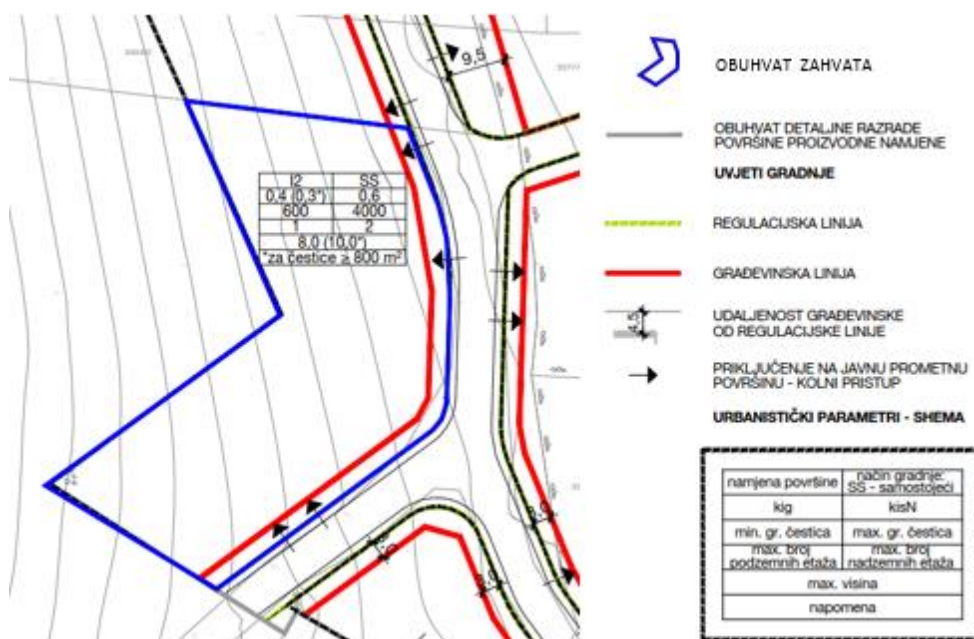 9,5
I2 SS
0,4 (0,3*) 0,6
600 4000
1 2
8.0 (10,0*)
*za čestice ≥ 800 m²
OBUHVAT ZAHVATA
OBUHVAT DETALJNE RAZRADE
POVRŠINE PROIZVODNE NAMJENE
UVJETI GRADNJE
REGULACIJSKA LINIJA
GRAĐEVINSKA LINIJA
4,5
UDALJENOST GRAĐEVINSKE
OD REGULACIJSKE LINIJE
PRIKLJUČENJE NA JAVNU PROMETNU
POVRŠINU - KOLNI PRISTUP
URBANISTIČKI PARAMETRI - SHEMA
namjena površine način gradnje:
SS - samostojeći
kig kisN
min. gr. čestica max. gr. čestica
max. broj max. broj
podzemnih etaža nadzemnih etaža
max. visina
napomena